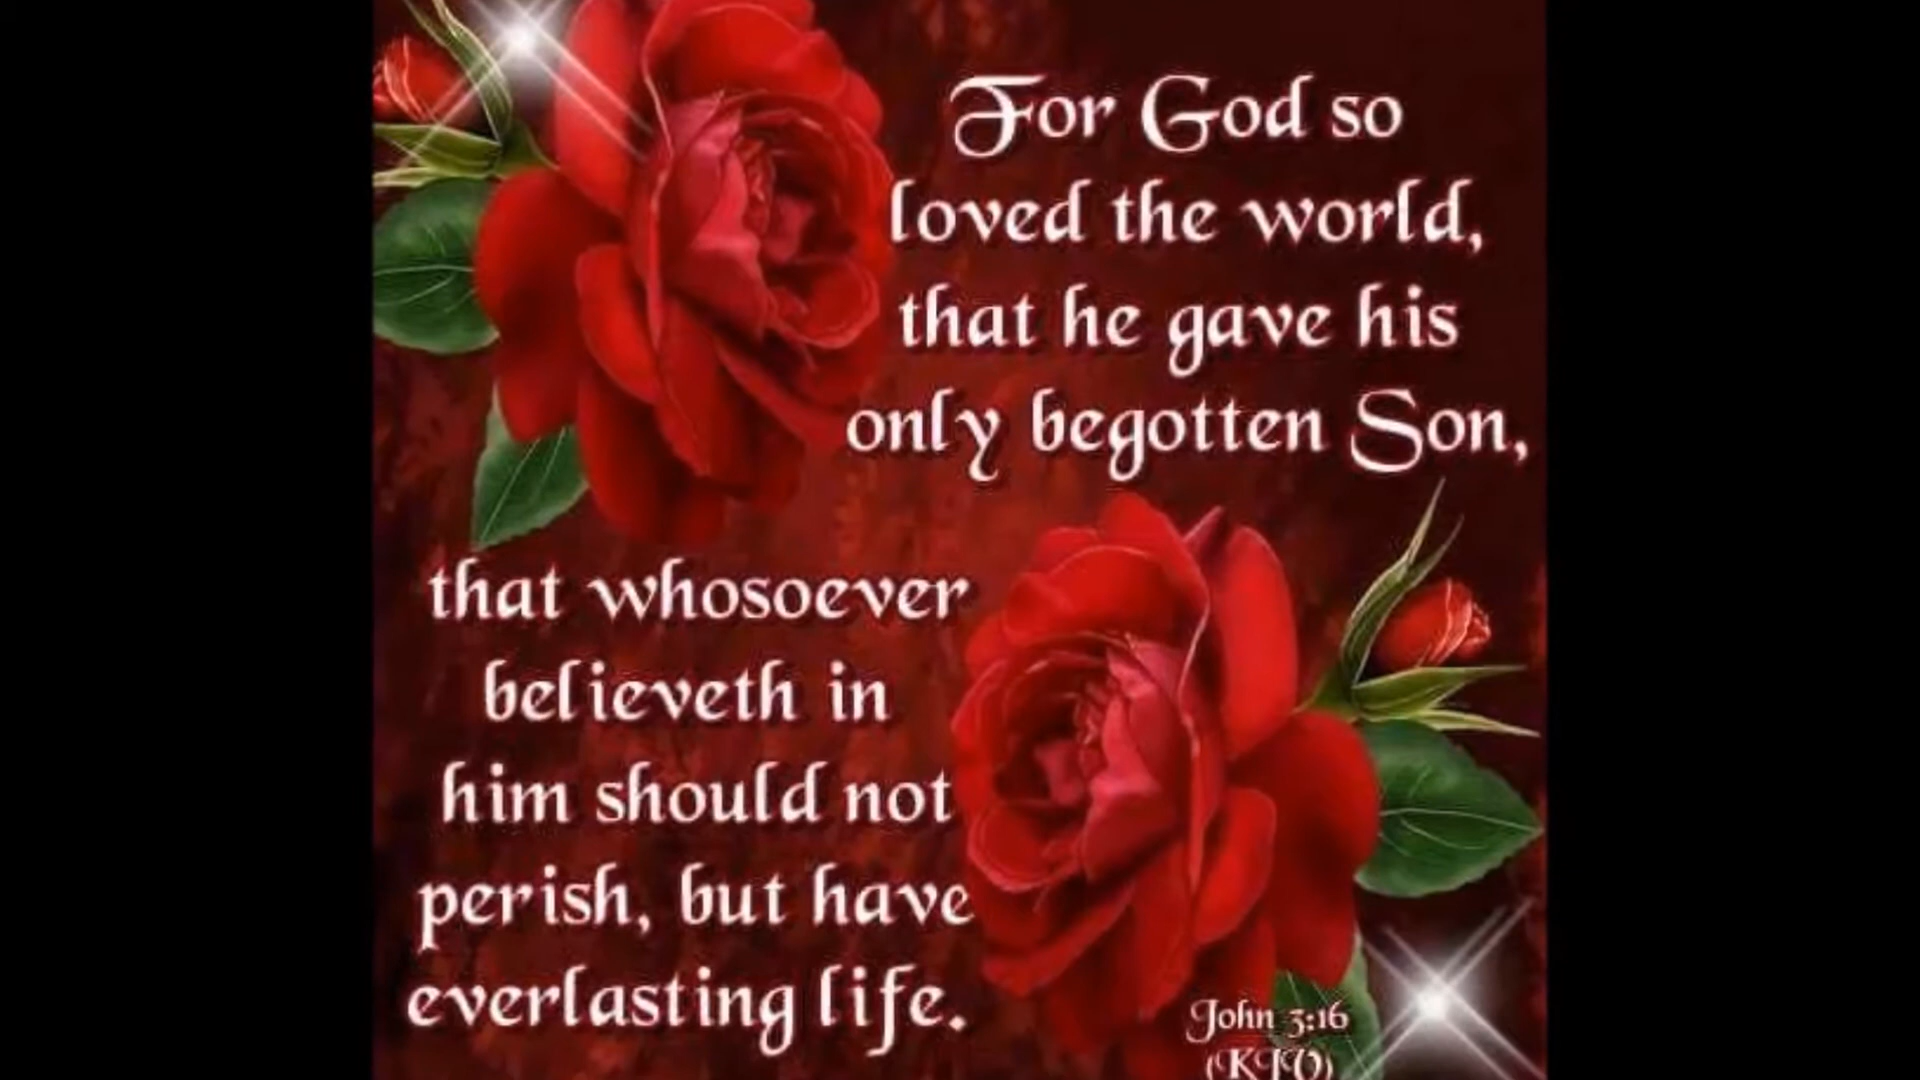 For God so
loved the world,
that he gave his
only begotten Son,
that whosoever
believeth in
him should not
perish, but have
everlasting life.
John 3:16
(KJV)